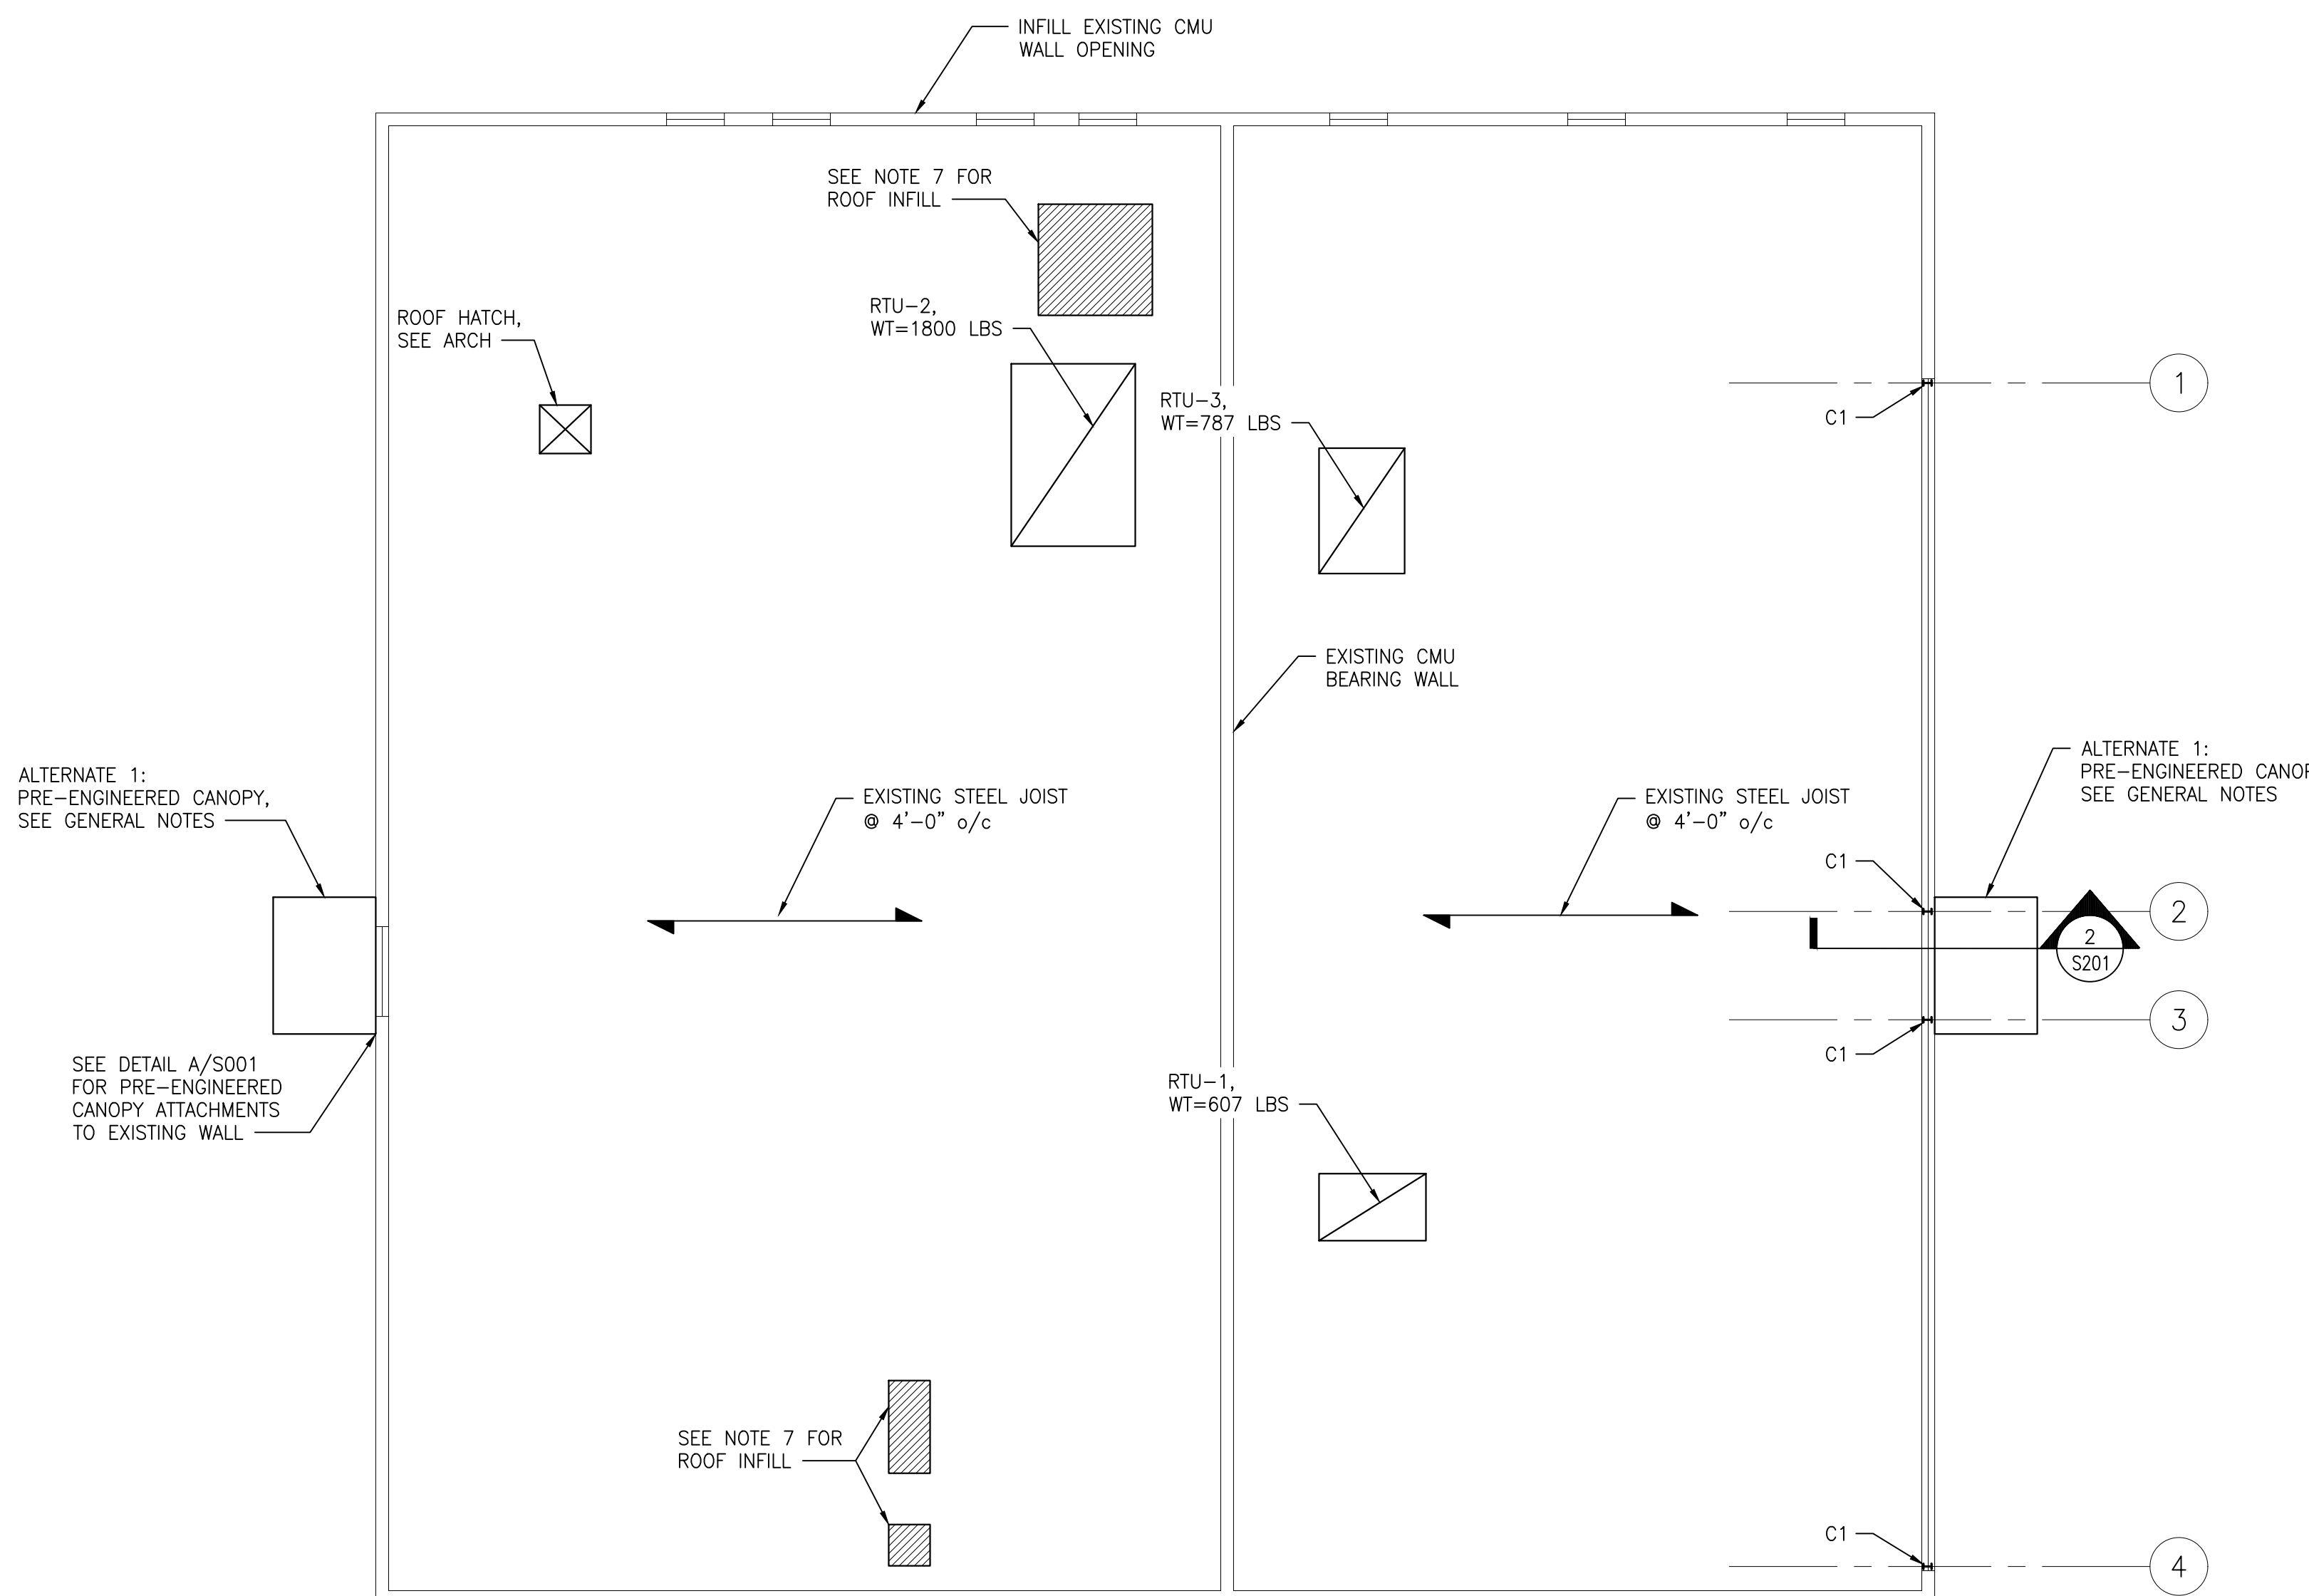 INFILL EXISTING CMU
WALL OPENING
SEE NOTE 7 FOR
ROOF INFILL
ROOF HATCH,
SEE ARCH
RTU-2,
WT=1800 LBS
RTU-3,
WT=787 LBS
1
C1
EXISTING CMU
BEARING WALL
ALTERNATE 1:
PRE-ENGINEERED CANOPY,
SEE GENERAL NOTES
EXISTING STEEL JOIST
@ 4'-0" o/c
EXISTING STEEL JOIST
@ 4'-0" o/c
ALTERNATE 1:
PRE-ENGINEERED CANOP
SEE GENERAL NOTES
C1
2
2
S201
3
C1
SEE DETAIL A/S001
FOR PRE-ENGINEERED
CANOPY ATTACHMENTS
TO EXISTING WALL
RTU-1,
WT=607 LBS
SEE NOTE 7 FOR
ROOF INFILL
C1
4